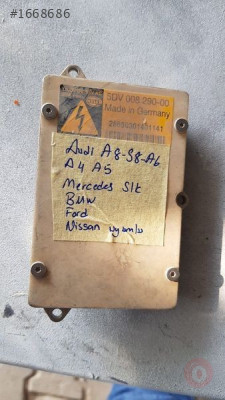 #1668686
5DV 008 290-00
Made in Germany
Audi A8-S8-A6
A4 A5
Mercedes Slk
BMW
Ford
Nissan uyumlu